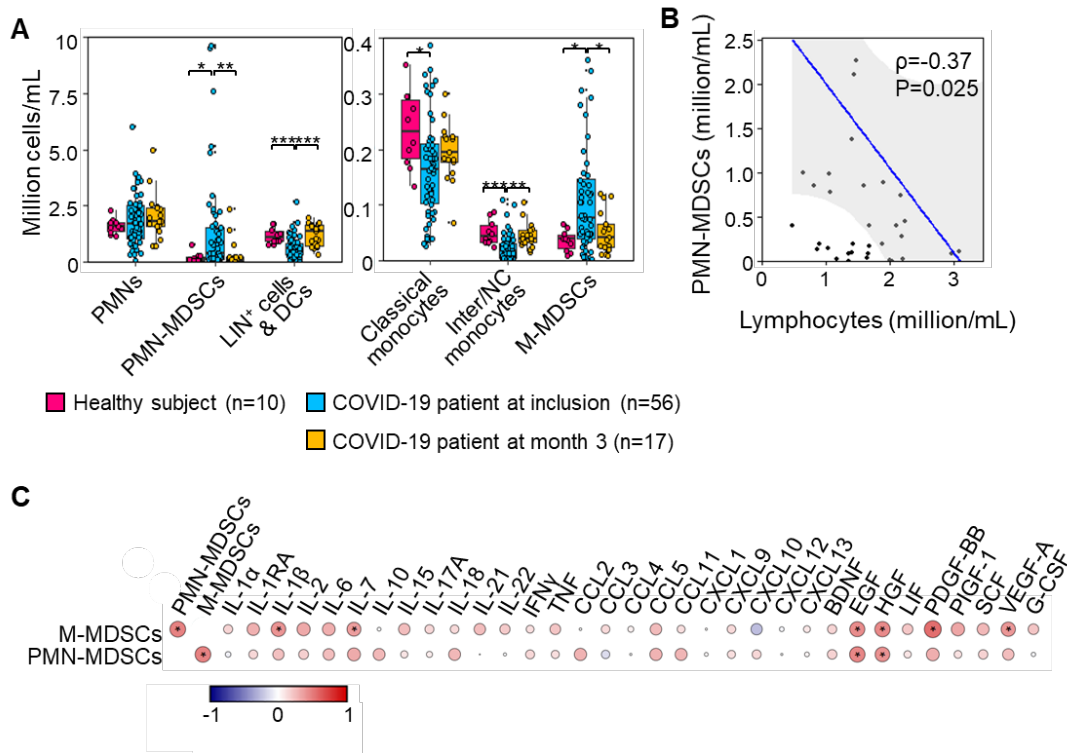 A
Million cells/mL
10
7.5
5.0
2.5
0
* **
*** ***
PMNs
PMN-MDSCs
LIN+ cells
& DCs
0.4
0.3
0.2
0.1
0
*
*** **
* *
Classical
monocytes
Inter/NC
monocytes
M-MDSCs
Healthy subject (n=10)
COVID-19 patient at inclusion (n=56)
COVID-19 patient at month 3 (n=17)
B
PMN-MDSCs (million/mL)
2.5
2.0
1.5
1.0
0.5
0
ρ=-0.37
P=0.025
0 1 2 3
Lymphocytes (million/mL)
C
PMN-MDSCs
M-MDSCs
IL-1α
IL-1RA
IL-1β
IL-2
IL-6
IL-7
IL-10
IL-15
IL-17A
IL-18
IL-21
IL-22
IFNγ
TNF
CCL2
CCL3
CCL4
CCL5
CCL11
CXCL1
CXCL9
CXCL10
CXCL12
CXCL13
BDNF
EGF
HGF
LIF
PDGF-BB
PlGF-1
SCF
VEGF-A
G-CSF
M-MDSCs
* * * * * * *
PMN-MDSCs
* * *
-1 0 1